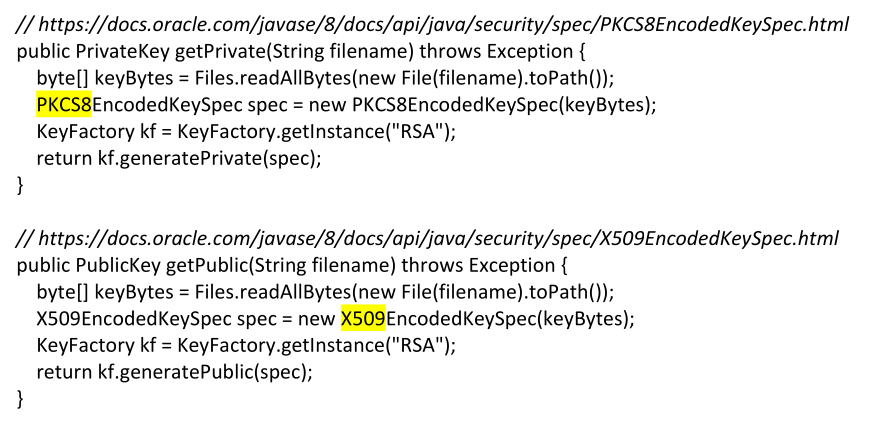 // https://docs.oracle.com/javase/8/docs/api/java/security/spec/PKCS8EncodedKeySpec.html
public PrivateKey getPrivate(String filename) throws Exception {
byte[] keyBytes = Files.readAllBytes(new File(filename).toPath());
PKCS8EncodedKeySpec spec = new PKCS8EncodedKeySpec(keyBytes);
KeyFactory kf = KeyFactory.getInstance("RSA");
return kf.generatePrivate(spec);
}
// https://docs.oracle.com/javase/8/docs/api/java/security/spec/X509EncodedKeySpec.html
public PublicKey getPublic(String filename) throws Exception {
byte[] keyBytes = Files.readAllBytes(new File(filename).toPath());
X509EncodedKeySpec spec = new X509EncodedKeySpec(keyBytes);
KeyFactory kf = KeyFactory.getInstance("RSA");
return kf.generatePublic(spec);
}